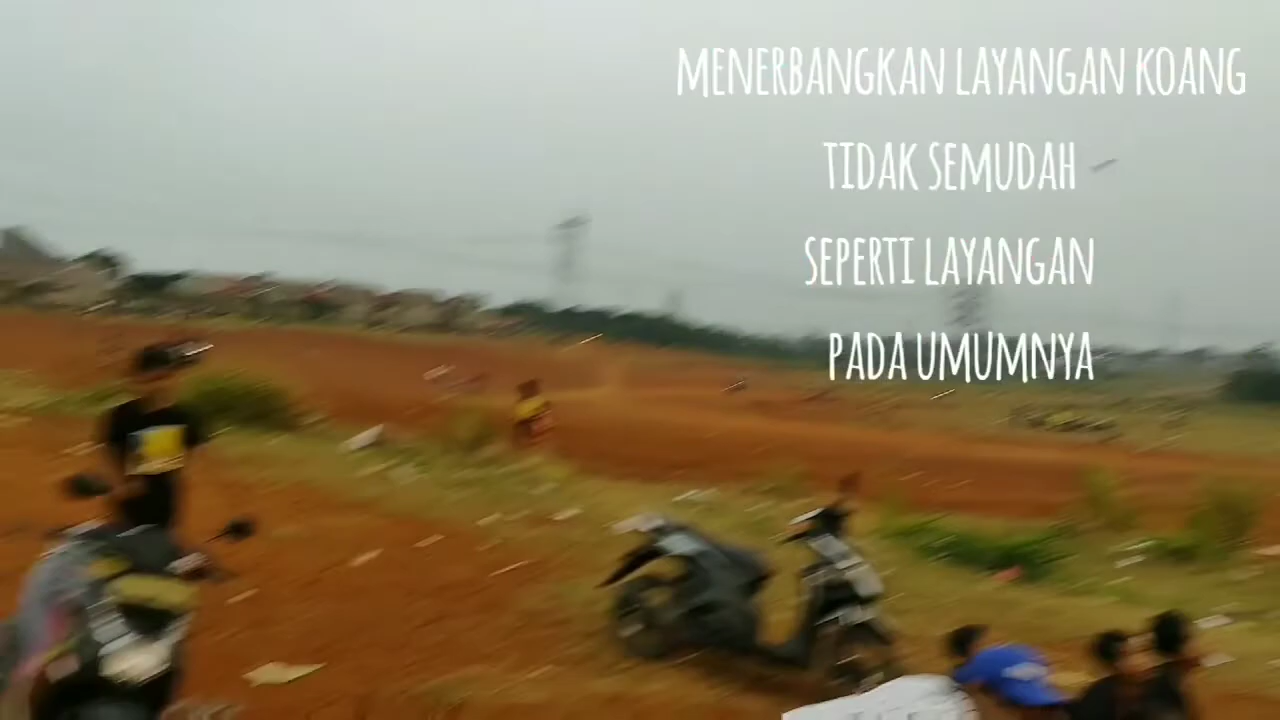 MENERBANGKAN LAYANGAN KOANG
TIDAK SEMUDAH
SEPERTI LAYANGAN
PADA UMUMNYA